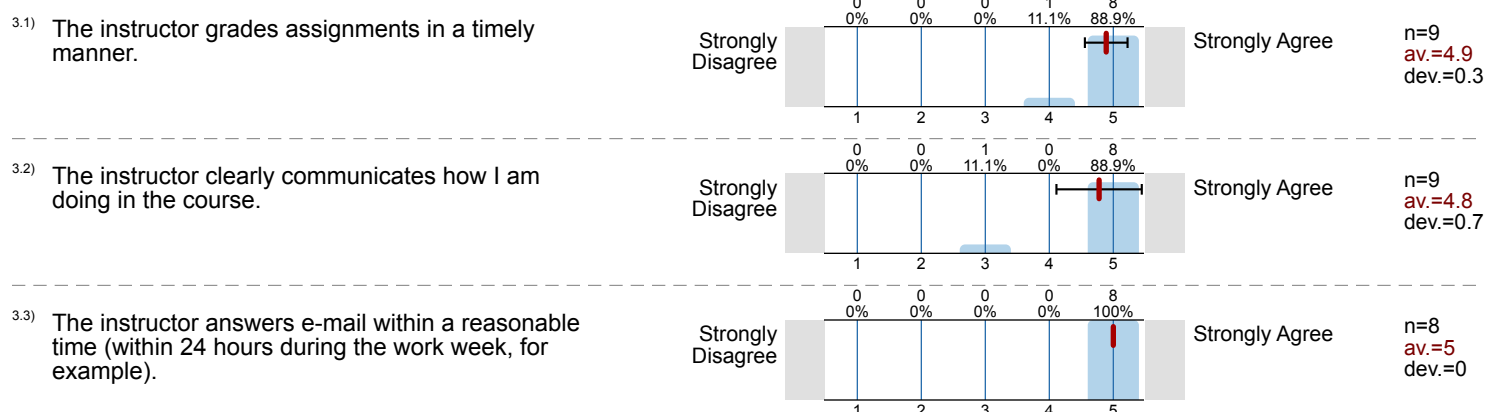 0 0 0 1 8
3.1) The instructor grades assignments in a timely manner.
0% 0% 0% 11.1% 88.9%
Strongly Disagree
Strongly Agree
n=9
av.=4.9
dev.=0.3
1 2 3 4 5
0 0 1 0 8
3.2) The instructor clearly communicates how I am doing in the course.
0% 0% 11.1% 0% 88.9%
Strongly Disagree
Strongly Agree
n=9
av.=4.8
dev.=0.7
1 2 3 4 5
0 0 0 0 8
3.3) The instructor answers e-mail within a reasonable time (within 24 hours during the work week, for example).
0% 0% 0% 0% 100%
Strongly Disagree
Strongly Agree
n=8
av.=5
dev.=0
1 2 3 4 5